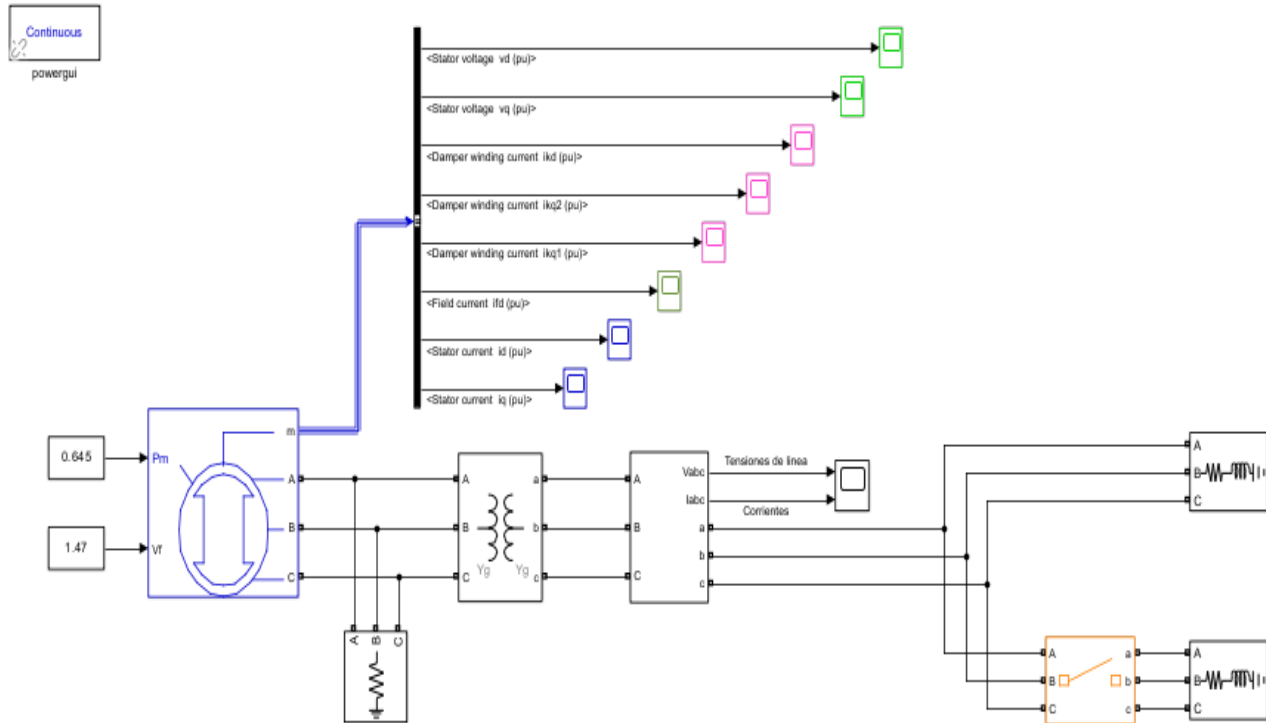 Continuous
powergui
<Stator voltage vd (pu)>
<Stator voltage vq (pu)>
<Damper winding current ikd (pu)>
<Damper winding current ikq2 (pu)>
<Damper winding current ikq1 (pu)>
<Field current ifd (pu)>
<Stator current id (pu)>
<Stator current iq (pu)>
0.645
1.47
Pm
Vf
m
A
B
C
A
B
C
A
B
C
a
b
c
Yg
Yg
A
B
C
Vabc
Iabc
a
b
c
Tensiones de linea
Corrientes
A
B
C
A
B
C
a
b
c
A
B
C